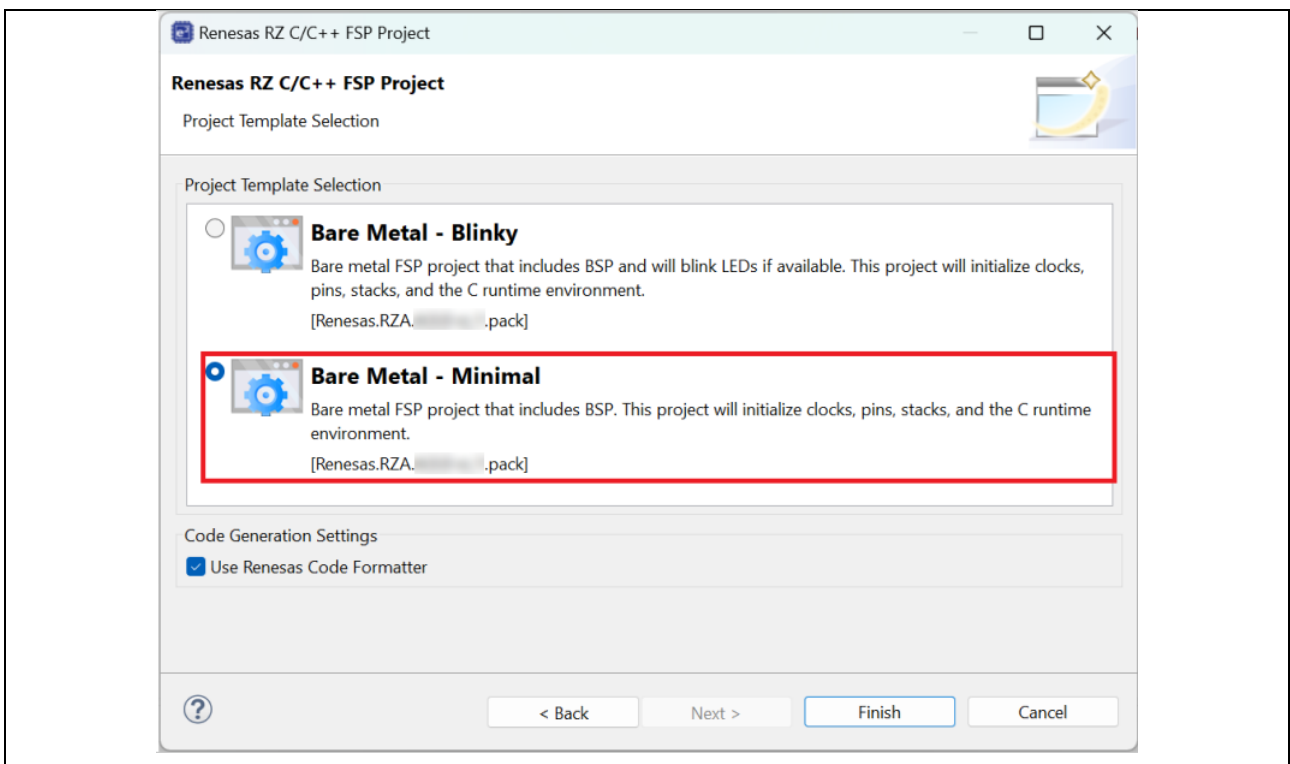 Renesas RZ C/C++ FSP Project
Renesas RZ C/C++ FSP Project
Project Template Selection
Project Template Selection
Bare Metal - Blinky
Bare metal FSP project that includes BSP and will blink LEDs if available. This project will initialize clocks,
pins, stacks, and the C runtime environment.
[Renesas.RZA. .pack]
Bare Metal - Minimal
Bare metal FSP project that includes BSP. This project will initialize clocks, pins, stacks, and the C runtime
environment.
[Renesas.RZA. .pack]
Code Generation Settings
Use Renesas Code Formatter
? < Back Next > Finish Cancel